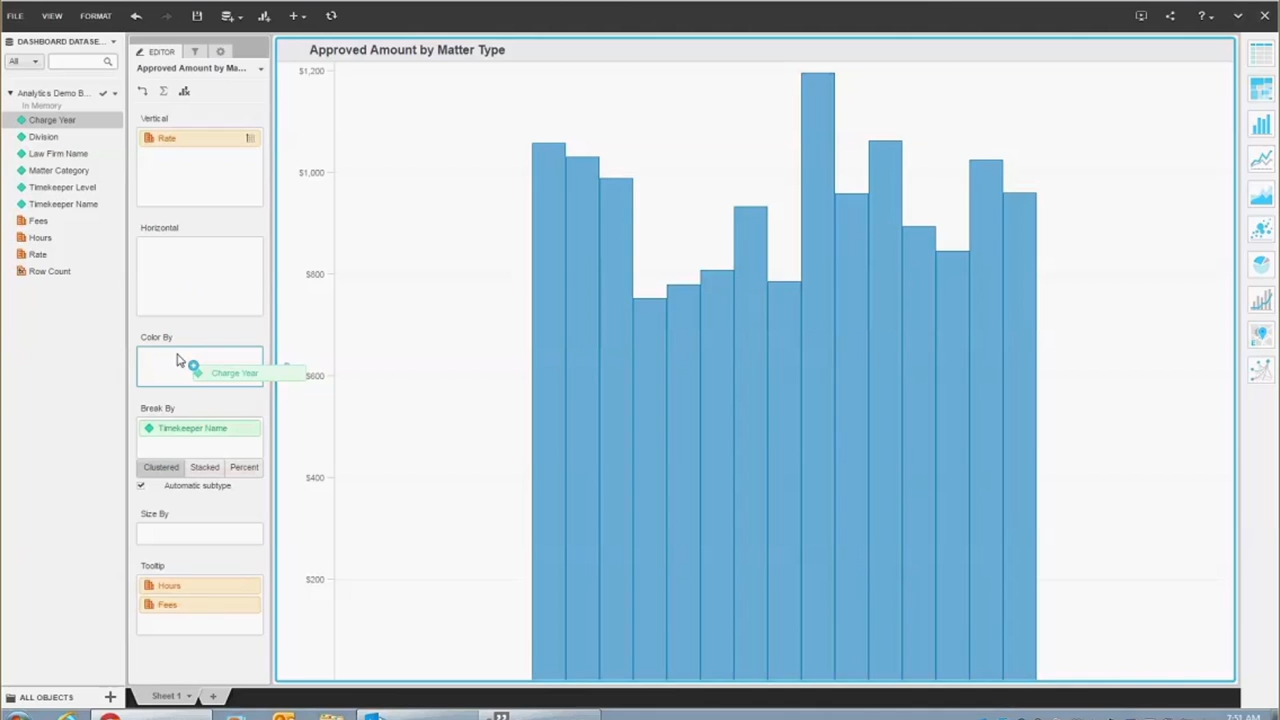 FILE VIEW FORMAT
?
DASHBOARD DATASE...
All
Analytics Demo B...
In Memory
Charge Year
Division
Law Firm Name
Matter Category
Timekeeper Level
Timekeeper Name
Fees
Hours
Rate
Row Count
ALL OBJECTS
EDITOR
Approved Amount by Ma...
Vertical
Rate
Horizontal
Color By
Charge Year
Break By
Timekeeper Name
Clustered Stacked Percent
Automatic subtype
Size By
Tooltip
Hours
Fees
Approved Amount by Matter Type
$1,200
$1,000
$800
$600
$400
$200
Sheet 1
7:51 AM